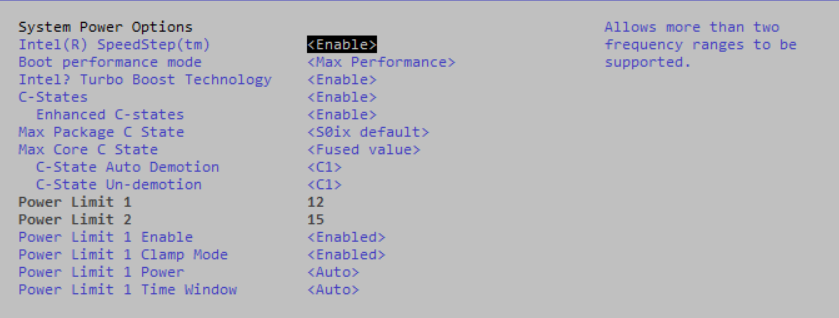 System Power Options
Intel(R) SpeedStep(tm) <Enable>
Boot performance mode <Max Performance>
Intel? Turbo Boost Technology <Enable>
C-States <Enable>
Enhanced C-states <Enable>
Max Package C State <S0ix default>
Max Core C State <Fused value>
C-State Auto Demotion <C1>
C-State Un-demotion <C1>
Power Limit 1 12
Power Limit 2 15
Power Limit 1 Enable <Enabled>
Power Limit 1 Clamp Mode <Enabled>
Power Limit 1 Power <Auto>
Power Limit 1 Time Window <Auto>
Allows more than two
frequency ranges to be
supported.